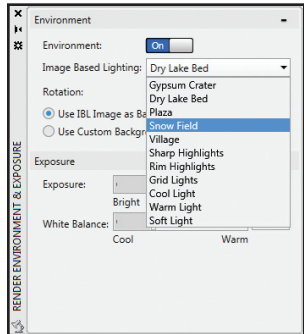 Environment
Environment: On
Image Based Lighting: Dry Lake Bed
Gypsum Crater
Rotation: Dry Lake Bed
Use IBL Image as Ba Plaza
Snow Field
Use Custom Backgr
Village
Exposure Sharp Highlights
Rim Highlights
Exposure: Grid Lights
Bright Cool Light
Warm Light
White Balance: Soft Light
Cool Warm
RENDER ENVIRONMENT & EXPOSURE